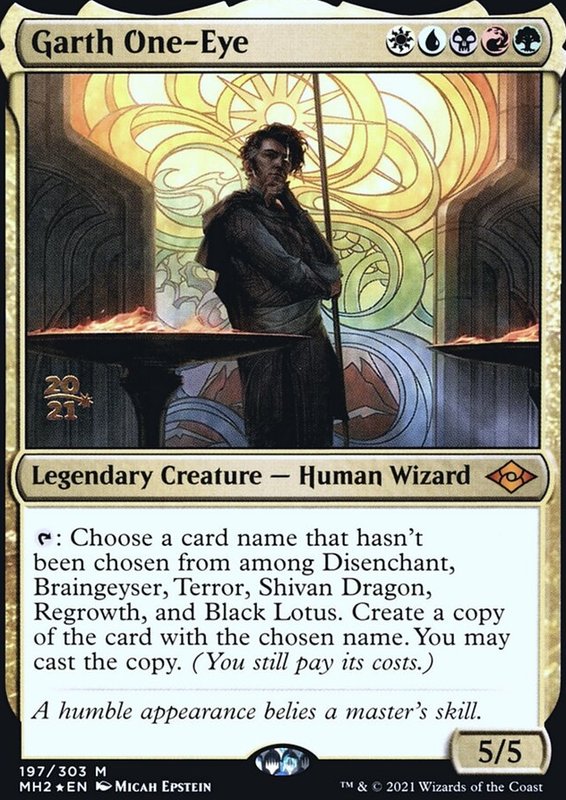 Garth One-Eye
20
21
Legendary Creature — Human Wizard
: Choose a card name that hasn't
been chosen from among Disenchant,
Braingeyser, Terror, Shivan Dragon,
Regrowth, and Black Lotus. Create a copy
of the card with the chosen name. You may
cast the copy. (You still pay its costs.)
A humble appearance belies a master's skill.
5/5
197/303 M
MH2 ★ EN Micah Epstein
™ & © 2021 Wizards of the Coast